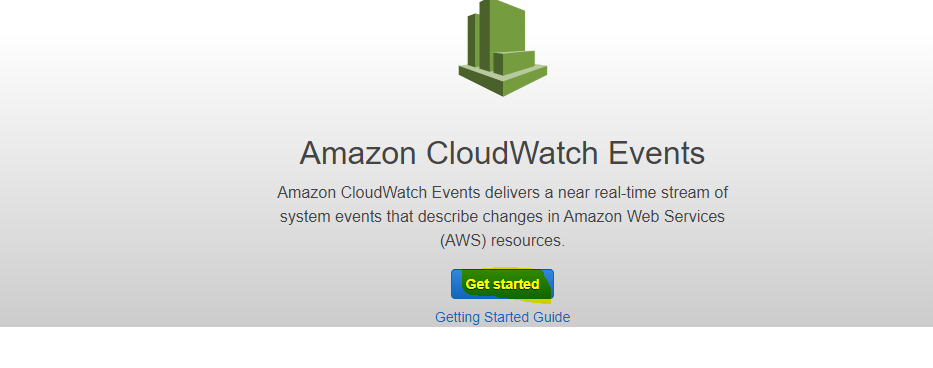 Amazon CloudWatch Events
Amazon CloudWatch Events delivers a near real-time stream of
system events that describe changes in Amazon Web Services
(AWS) resources.
Get started
Getting Started Guide